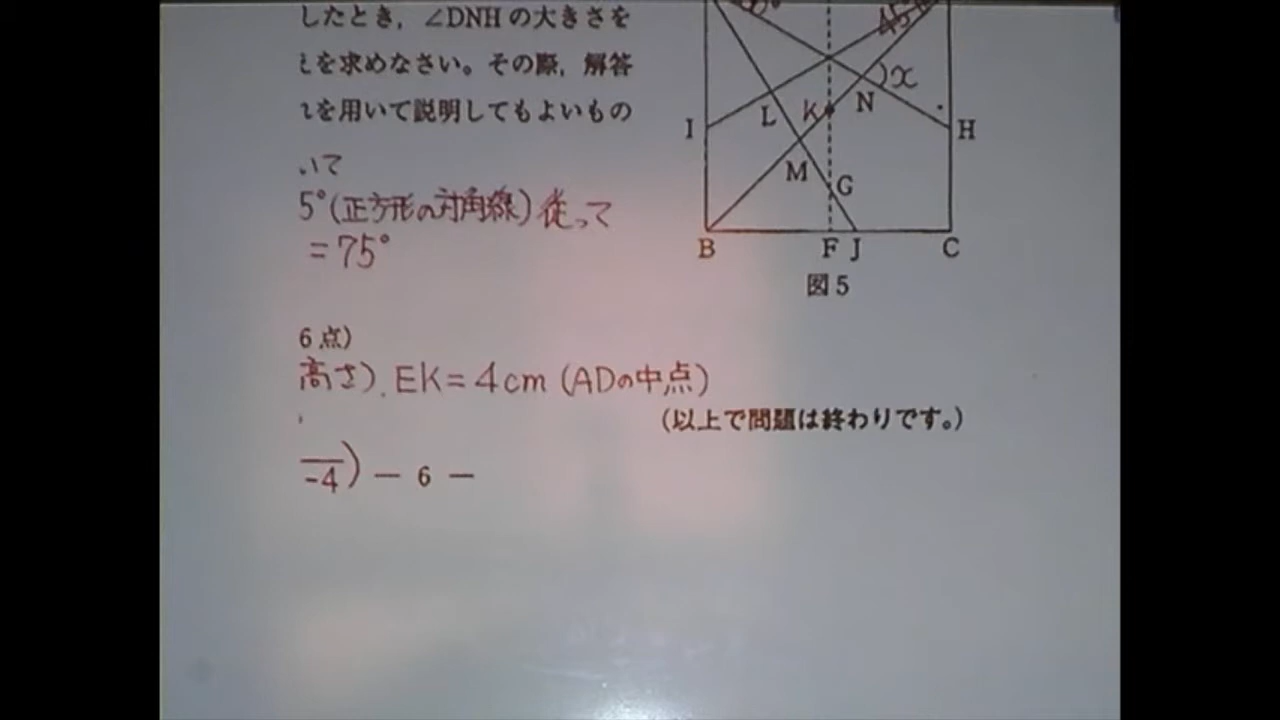 したとき，∠DNHの大きさを
を求めなさい。その際，解答
を用いて説明してもよいもの
いて
5°(正方形の対角線)従って
=75°
45°
x
I
L
K
N
H
M
G
B
F
J
C
図5
6点)
高さ).EK=4cm(ADの中点)
(以上で問題は終わりです。)
-4) — 6 —